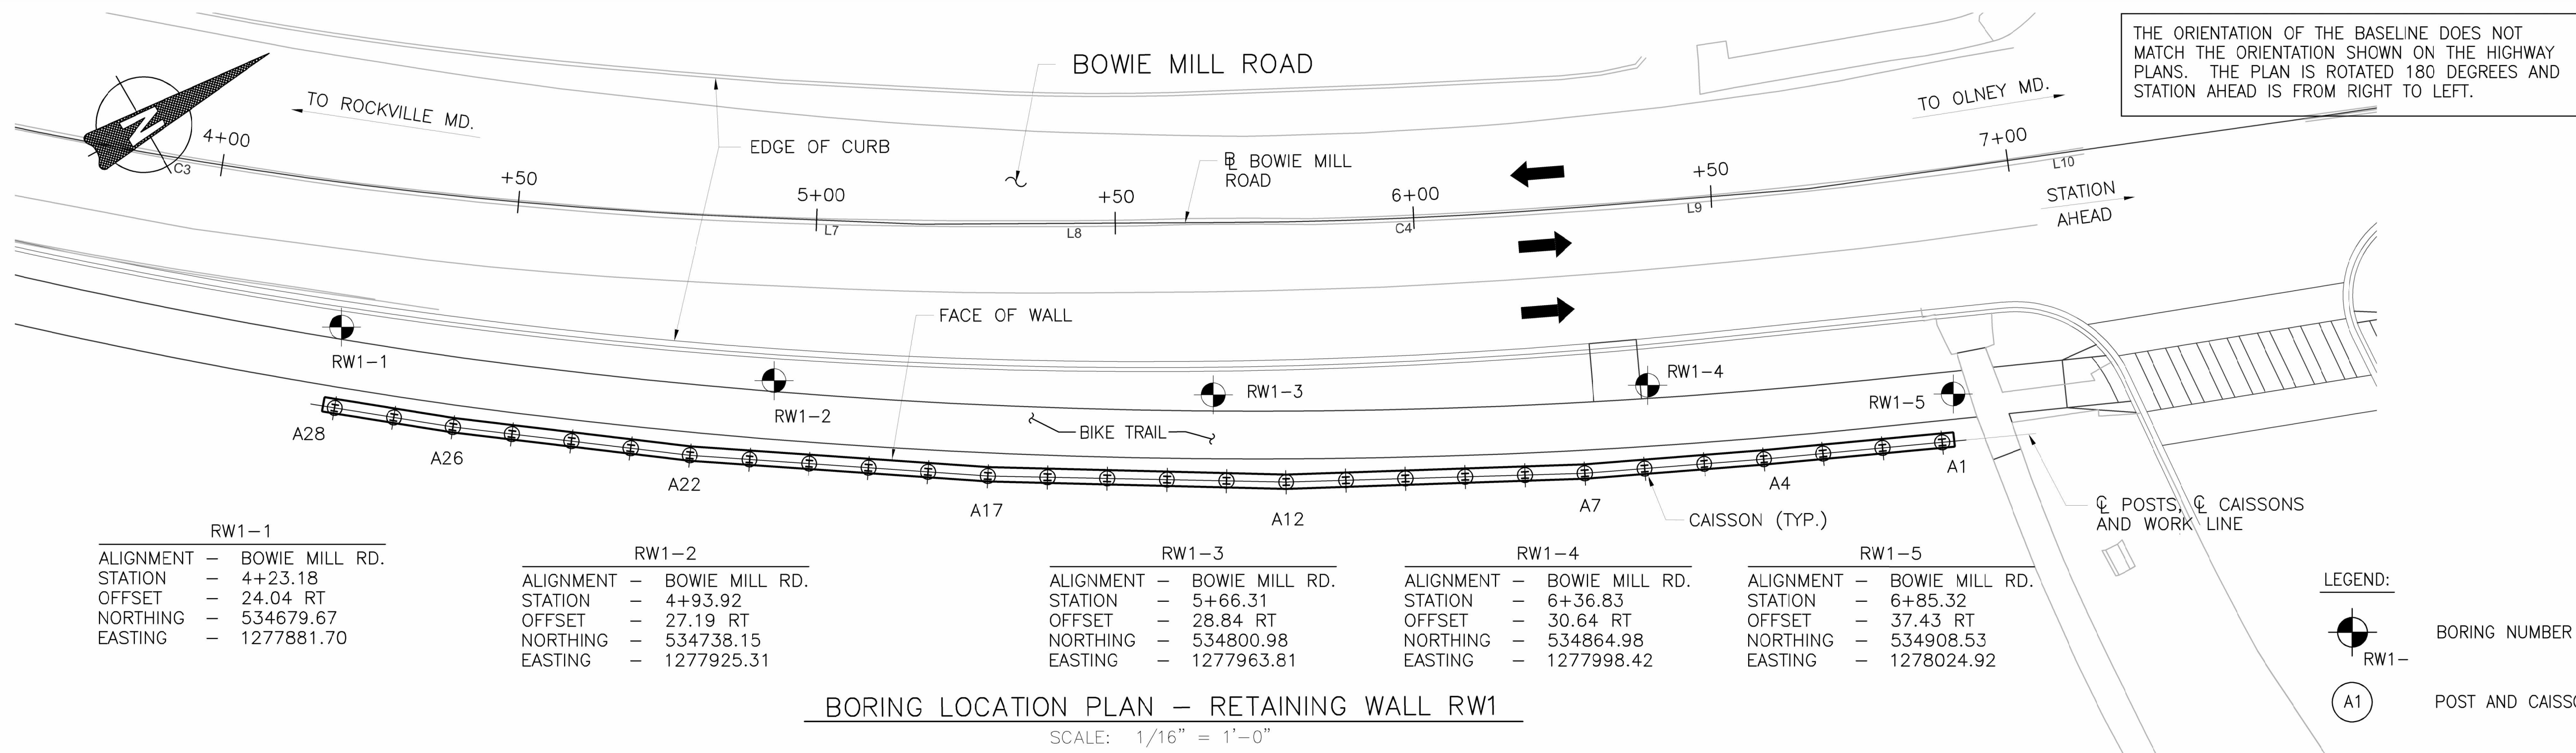 THE ORIENTATION OF THE BASELINE DOES NOT
MATCH THE ORIENTATION SHOWN ON THE HIGHWAY
PLANS. THE PLAN IS ROTATED 180 DEGREES AND
STATION AHEAD IS FROM RIGHT TO LEFT.
BOWIE MILL ROAD
N
TO ROCKVILLE MD.
TO OLNEY MD.
C3
4+00
+50
5+00
+50
6+00
+50
7+00
L7
L8
C4
L9
L10
EDGE OF CURB
BL BOWIE MILL
ROAD
STATION
AHEAD
FACE OF WALL
RW1-1
RW1-2
RW1-3
RW1-4
RW1-5
BIKE TRAIL
A28
A26
A22
A17
A12
A7
A4
A1
CAISSON (TYP.)
CL POSTS, CL CAISSONS
AND WORK LINE
RW1-1
ALIGNMENT - BOWIE MILL RD.
STATION - 4+23.18
OFFSET - 24.04 RT
NORTHING - 534679.67
EASTING - 1277881.70
RW1-2
ALIGNMENT - BOWIE MILL RD.
STATION - 4+93.92
OFFSET - 27.19 RT
NORTHING - 534738.15
EASTING - 1277925.31
RW1-3
ALIGNMENT - BOWIE MILL RD.
STATION - 5+66.31
OFFSET - 28.84 RT
NORTHING - 534800.98
EASTING - 1277963.81
RW1-4
ALIGNMENT - BOWIE MILL RD.
STATION - 6+36.83
OFFSET - 30.64 RT
NORTHING - 534864.98
EASTING - 1277998.42
RW1-5
ALIGNMENT - BOWIE MILL RD.
STATION - 6+85.32
OFFSET - 37.43 RT
NORTHING - 534908.53
EASTING - 1278024.92
LEGEND:
BORING NUMBER
RW1-
A1 POST AND CAISSO
BORING LOCATION PLAN - RETAINING WALL RW1
SCALE: 1/16" = 1'-0"